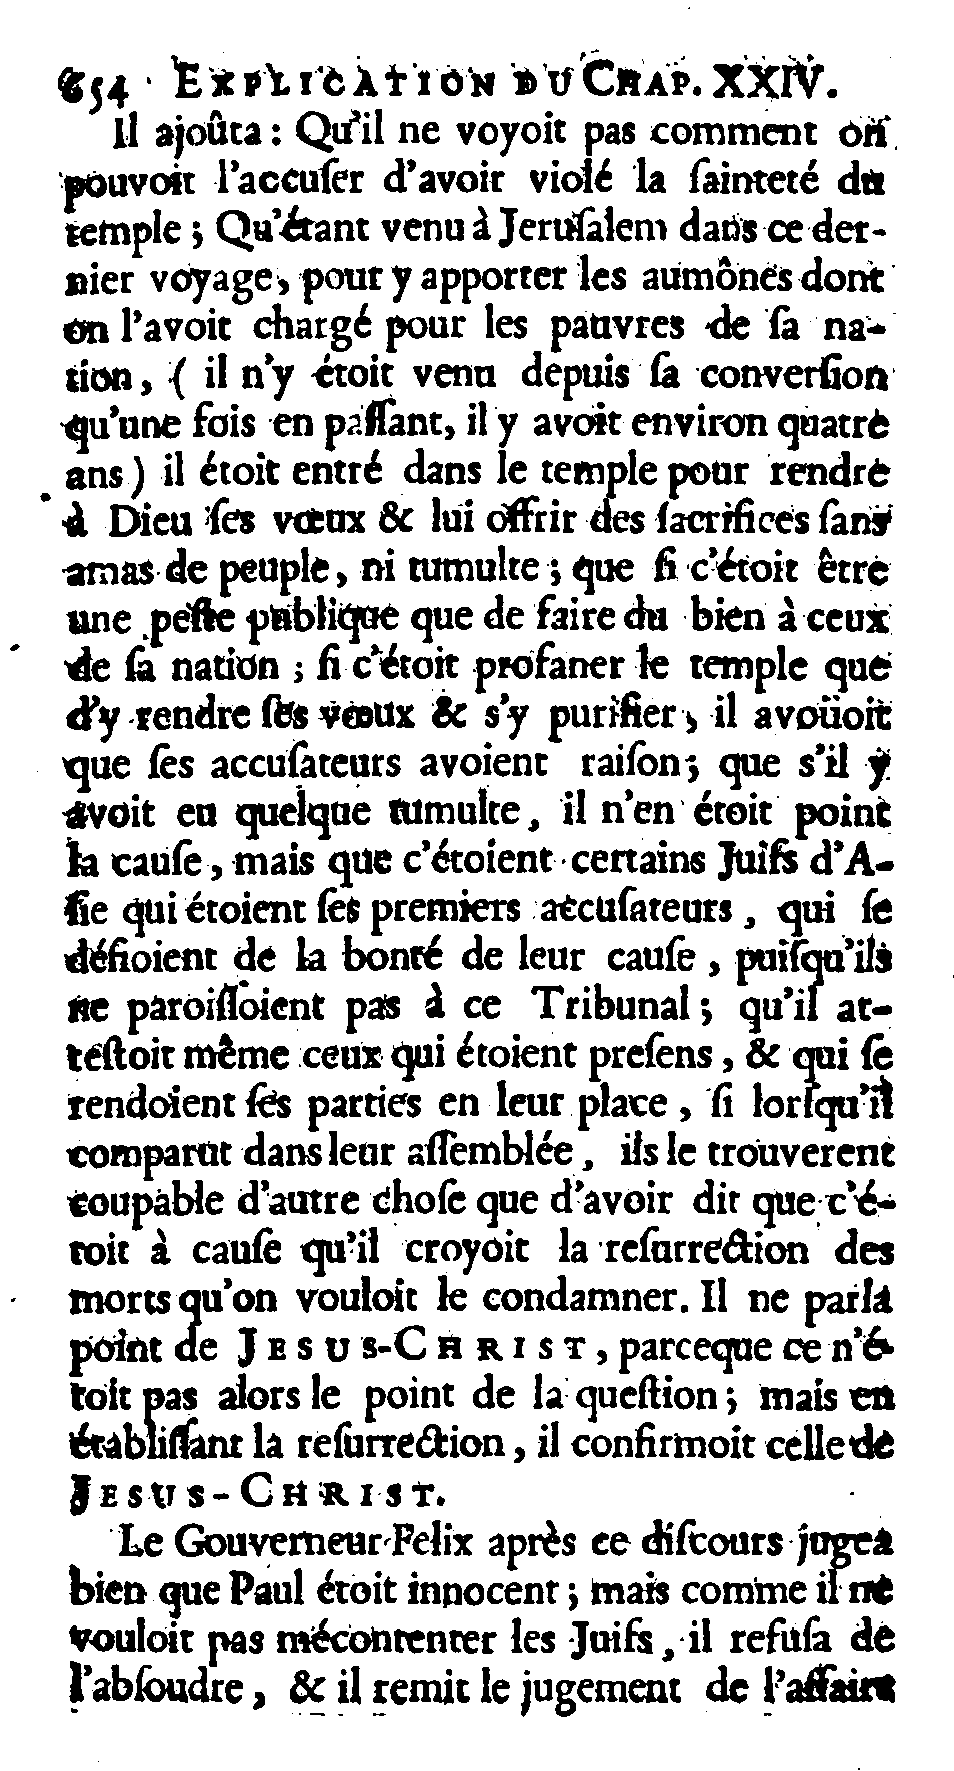 654 EXPLICATION DU CHAP. XXIV.
Il ajoûta : Qu'il ne voyoit pas comment on
pouvoit l'accuſer d'avoir violé la ſainteté du
temple ; Qu'étant venu à Jeruſalem dans ce der-
nier voyage, pour y apporter les aumônes dont
on l'avoit chargé pour les pauvres de ſa na-
tion, ( il n'y étoit venu depuis ſa converſion
qu'une fois en paſſant, il y avoit environ quatre
ans ) il étoit entré dans le temple pour rendre
à Dieu ſes vœux & lui offrir des ſacrifices ſans
amas de peuple, ni tumulte ; que ſi c'étoit être
une peſte publique que de faire du bien à ceux
de ſa nation ; ſi c'étoit profaner le temple que
d'y rendre ſes vœux & s'y purifier, il avoüoit
que ſes accuſateurs avoient raiſon ; que s'il y
avoit eu quelque tumulte, il n'en étoit point
la cauſe, mais que c'étoient certains Juifs d'A-
ſie qui étoient ſes premiers accuſateurs, qui ſe
défioient de la bonté de leur cauſe, puiſqu'ils
ne paroiſſoient pas à ce Tribunal ; qu'il at-
teſtoit même ceux qui étoient preſens, & qui ſe
rendoient ſes parties en leur place, ſi lorſqu'il
comparut dans leur aſſemblée, ils le trouverent
coupable d'autre choſe que d'avoir dit que c'é-
toit à cauſe qu'il croyoit la reſurrection des
morts qu'on vouloit le condamner. Il ne parla
point de JESUS-CHRIST, parceque ce n'é-
toit pas alors le point de la queſtion ; mais en
établiſſant la reſurrection, il confirmoit celle de
JESUS-CHRIST.
Le Gouverneur Felix après ce diſcours jugea
bien que Paul étoit innocent ; mais comme il ne
vouloit pas mécontenter les Juifs, il refuſa de
l'abſoudre, & il remit le jugement de l'affaire